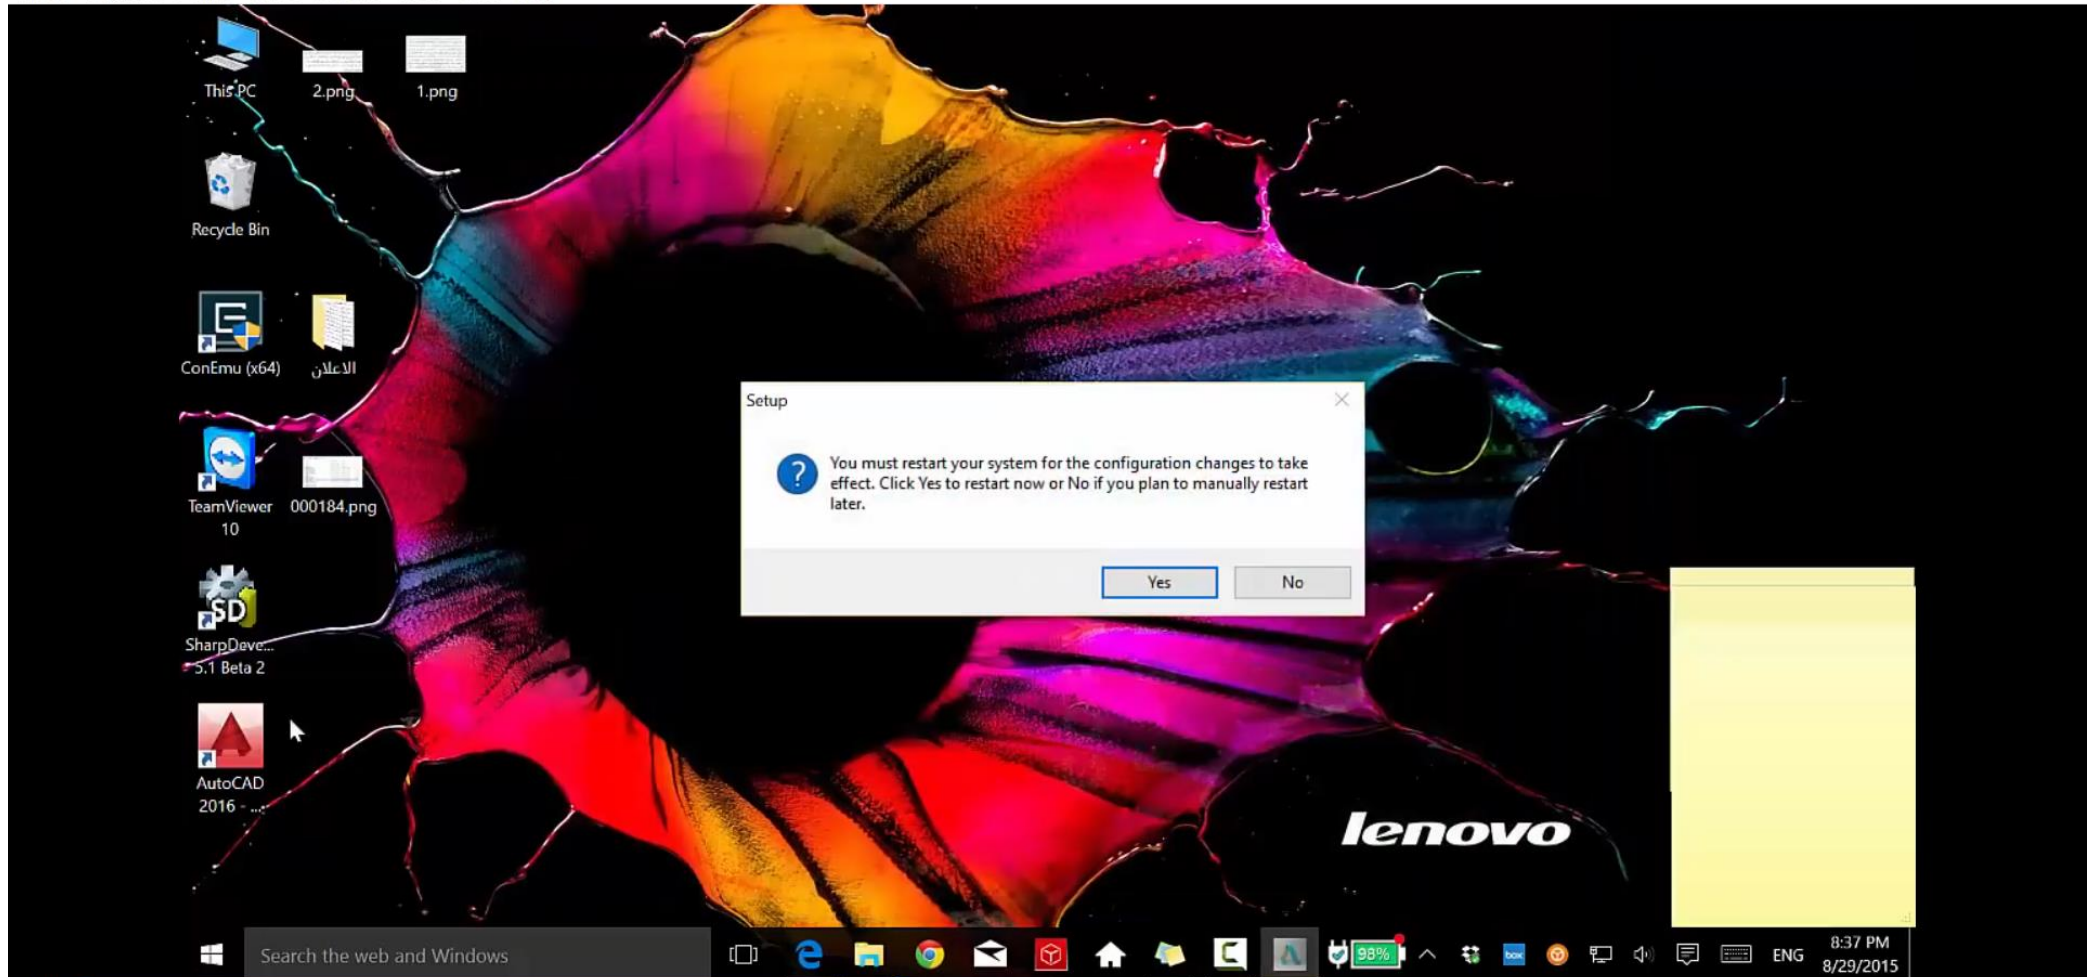 This PC
2.png
1.png
Recycle Bin
ConEmu (x64)
الاعلان
TeamViewer
10
000184.png
SD
SharpDeve...
5.1 Beta 2
AutoCAD
2016 - ...
Setup
You must restart your system for the configuration changes to take
effect. Click Yes to restart now or No if you plan to manually restart
later.
Yes
No
lenovo
Search the web and Windows
98%
box
ENG
8:37 PM
8/29/2015